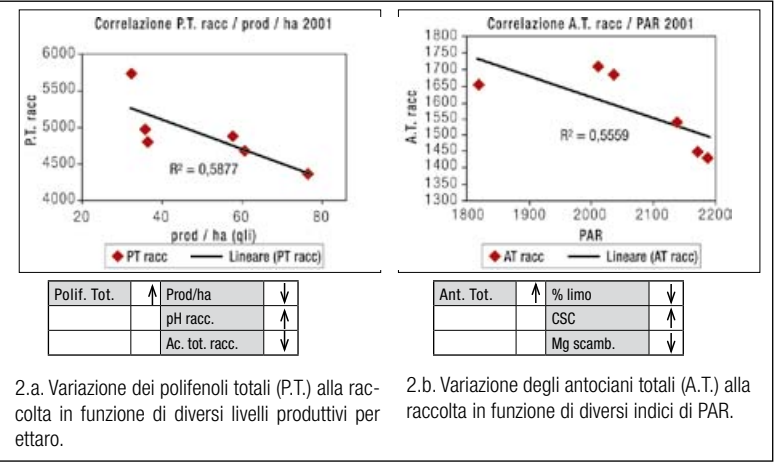 Correlazione P.T. racc / prod / ha 2001
6000
5500
5000
4500
4000
P.T. racc
R² = 0,5877
20 40 60 80
prod / ha (qli)
PT racc Lineare (PT racc)
Polif. Tot. ↑ Prod/ha ↓
pH racc. ↑
Ac. tot. racc. ↓
2.a. Variazione dei polifenoli totali (P.T.) alla rac-
colta in funzione di diversi livelli produttivi per
ettaro.
Correlazione A.T. racc / PAR 2001
1800
1750
1700
1650
1600
1550
1500
1450
1400
1350
1300
A.T. racc
R² = 0,5559
1800 1900 2000 2100 2200
PAR
AT racc Lineare (AT racc)
Ant. Tot. ↑ % limo ↓
CSC ↑
Mg scamb. ↓
2.b. Variazione degli antociani totali (A.T.) alla
raccolta in funzione di diversi indici di PAR.